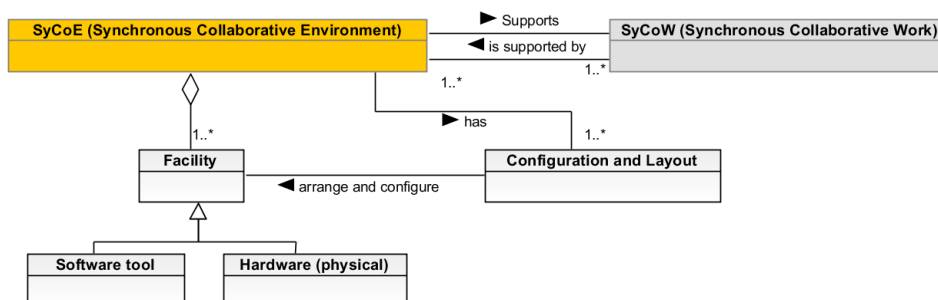 Supports
SyCoE (Synchronous Collaborative Environment)
SyCoW (Synchronous Collaborative Work)
is supported by
1..*
1..*
has
1..*
1..*
Facility
Configuration and Layout
arrange and configure
Software tool
Hardware (physical)